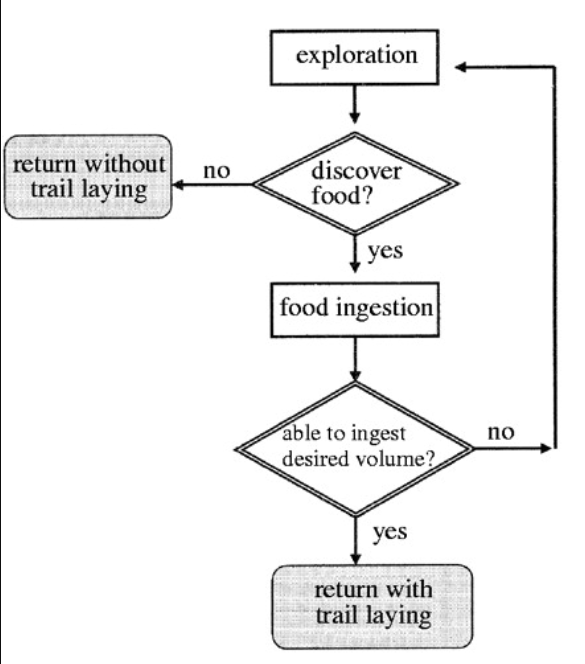 exploration
discover
food?
no
return without
trail laying
yes
food ingestion
able to ingest
desired volume?
no
yes
return with
trail laying